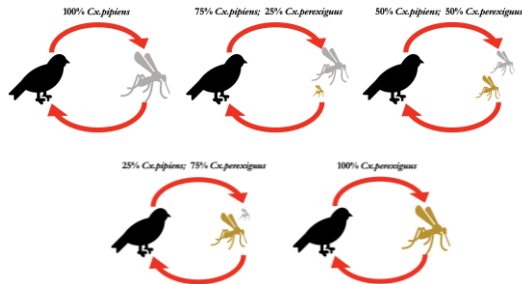 100% Cx.pipiens
75% Cx.pipiens; 25% Cx.perexiguus
50% Cx.pipiens; 50% Cx.perexiguus
25% Cx.pipiens; 75% Cx.perexiguus
100% Cx.perexiguus